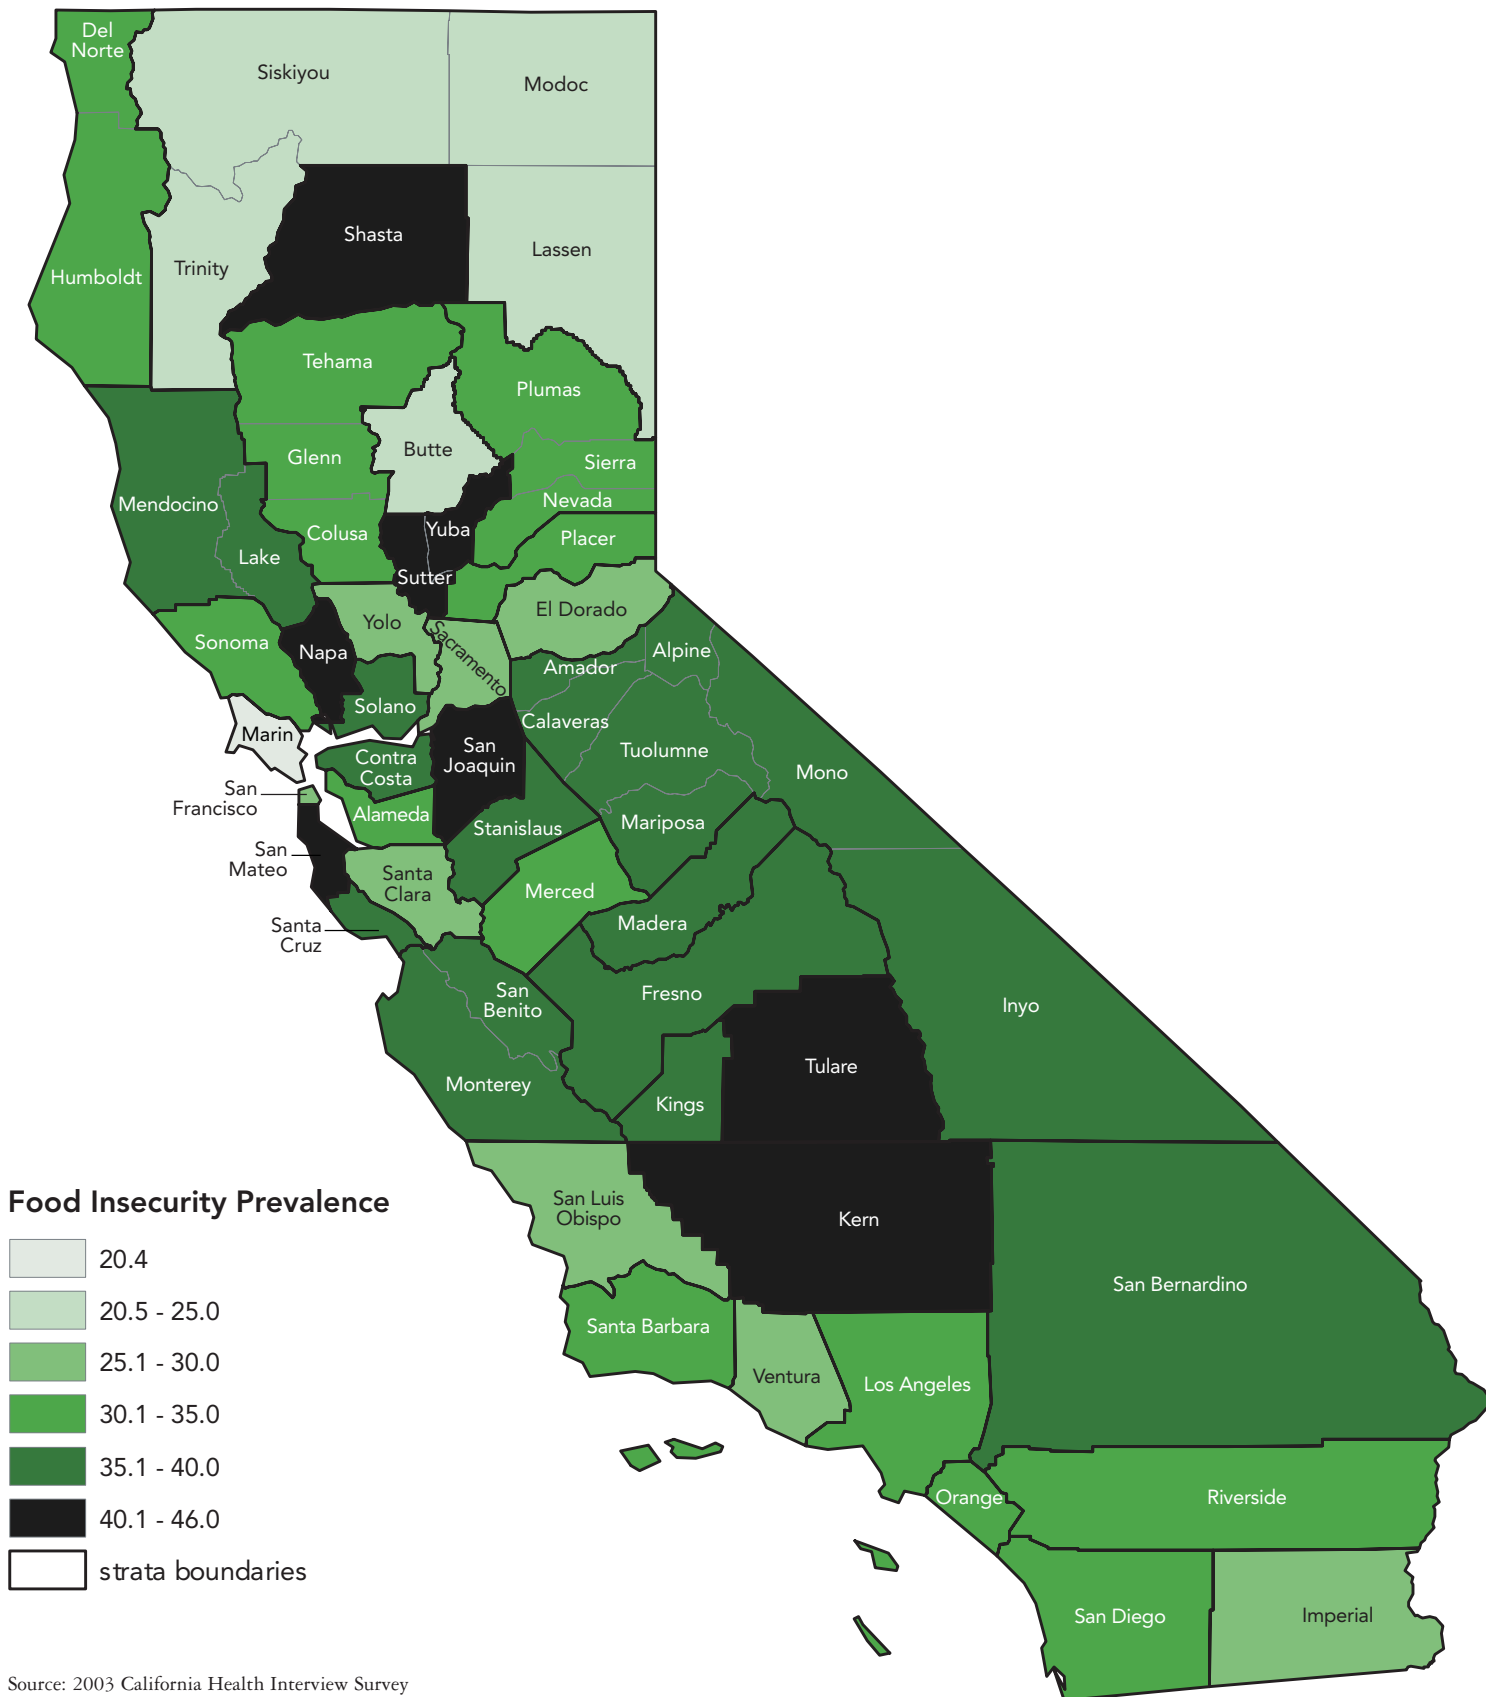 Del
Norte
Siskiyou
Modoc
Shasta
Lassen
Trinity
Humboldt
Tehama
Plumas
Butte
Glenn
Sierra
Mendocino
Nevada
Colusa
Yuba
Placer
Lake
Sutter
El Dorado
Yolo
Sacramento
Sonoma
Napa
Alpine
Amador
Solano
Calaveras
Marin
San
Joaquin
Tuolumne
Contra
Costa
Mono
San
Francisco
Alameda
Stanislaus
Mariposa
San
Mateo
Santa
Clara
Merced
Santa
Cruz
Madera
San
Benito
Fresno
Inyo
Tulare
Monterey
Kings
San Luis
Obispo
Kern
San Bernardino
Santa Barbara
Ventura
Los Angeles
Orange
Riverside
San Diego
Imperial
Food Insecurity Prevalence
20.4
20.5 - 25.0
25.1 - 30.0
30.1 - 35.0
35.1 - 40.0
40.1 - 46.0
strata boundaries
Source: 2003 California Health Interview Survey